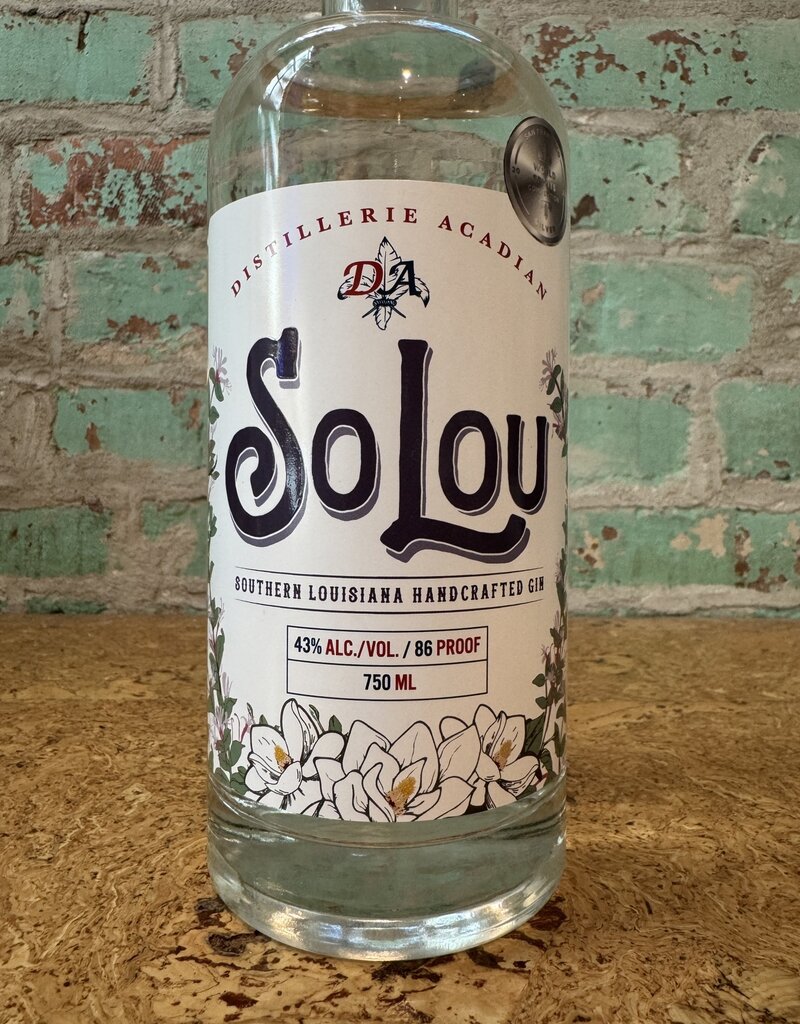 DISTILLERIE ACADIAN
DA
SoLou
SOUTHERN LOUISIANA HANDCRAFTED GIN
43% ALC./VOL. / 86 PROOF
750 ML